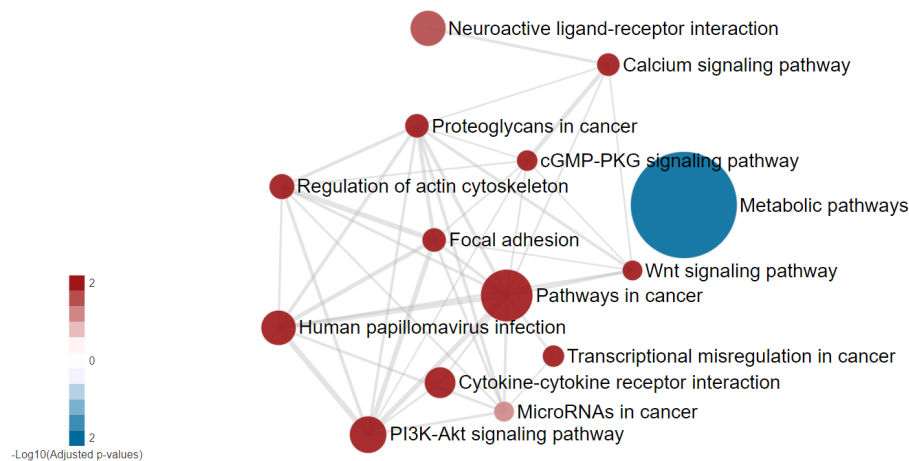 Neuroactive ligand-receptor interaction
Calcium signaling pathway
Proteoglycans in cancer
cGMP-PKG signaling pathway
Regulation of actin cytoskeleton
Metabolic pathways
Focal adhesion
Wnt signaling pathway
2
Pathways in cancer
Human papillomavirus infection
0
Transcriptional misregulation in cancer
Cytokine-cytokine receptor interaction
MicroRNAs in cancer
PI3K-Akt signaling pathway
2
-Log10(Adjusted p-values)